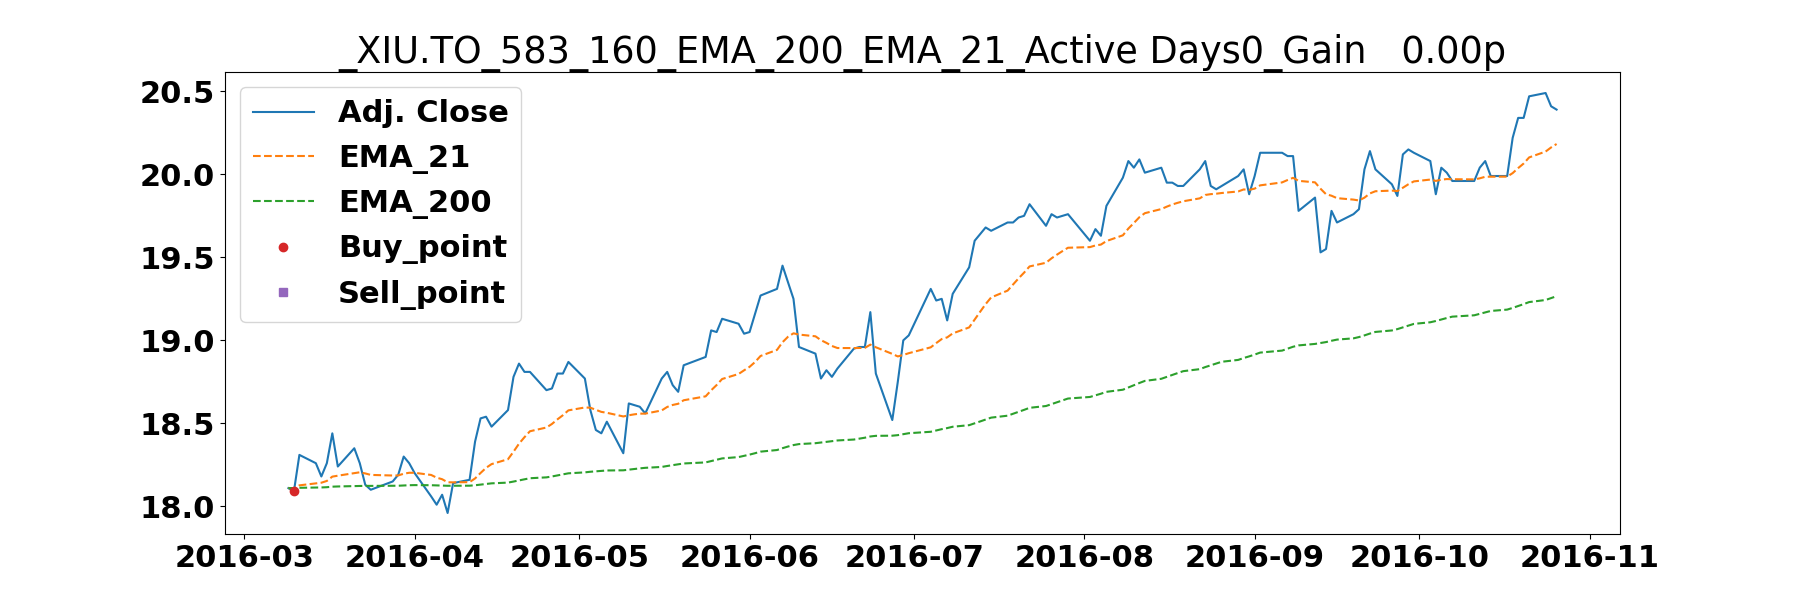 _XIU.TO_583_160_EMA_200_EMA_21_Active Days0_Gain   0.00p
20.5
20.0
19.5
19.0
18.5
18.0
Adj. Close
EMA_21
EMA_200
Buy_point
Sell_point
2016-03 2016-04 2016-05 2016-06 2016-07 2016-08 2016-09 2016-10 2016-11